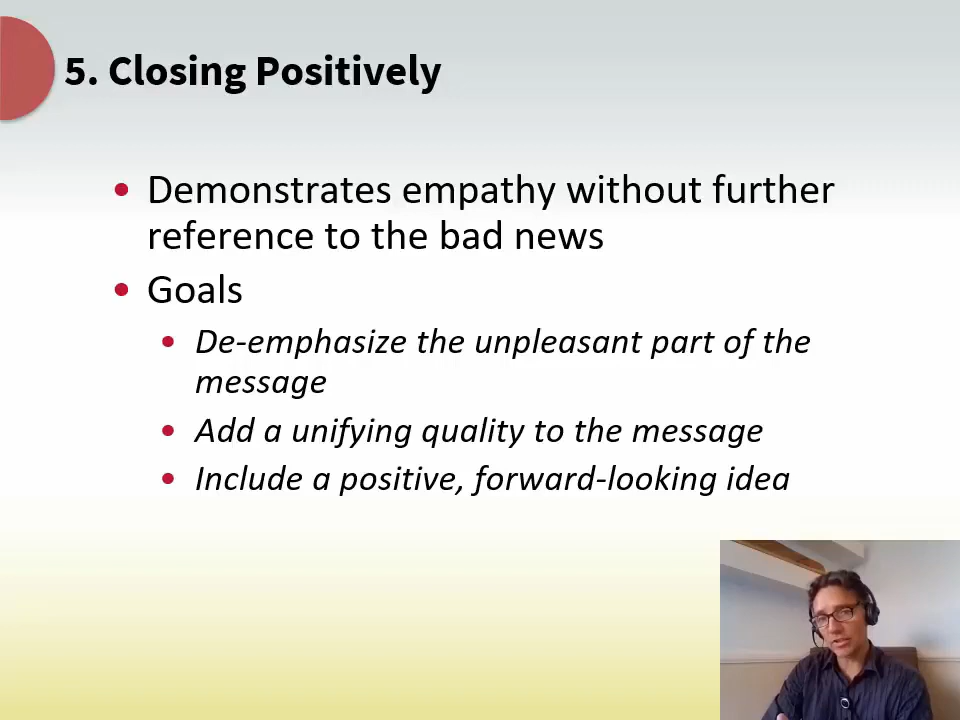 5. Closing Positively
• Demonstrates empathy without further
reference to the bad news
• Goals
• De-emphasize the unpleasant part of the
message
• Add a unifying quality to the message
• Include a positive, forward-looking idea